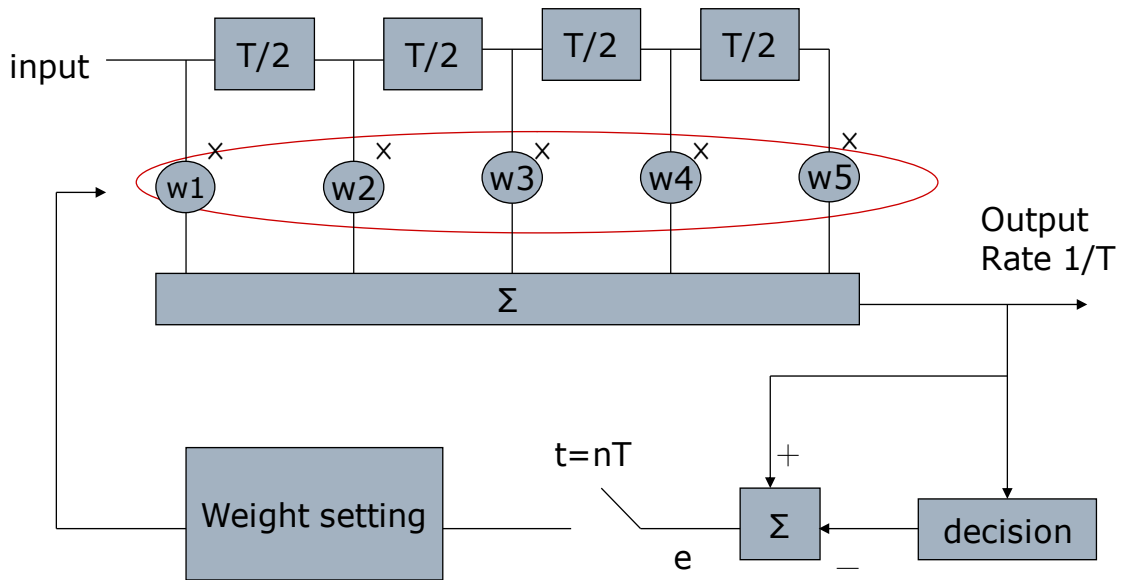 input
T/2
T/2
T/2
T/2
×
×
×
×
×
w1
w2
w3
w4
w5
Output
Rate 1/T
Σ
t=nT
+
Weight setting
Σ
decision
e
−